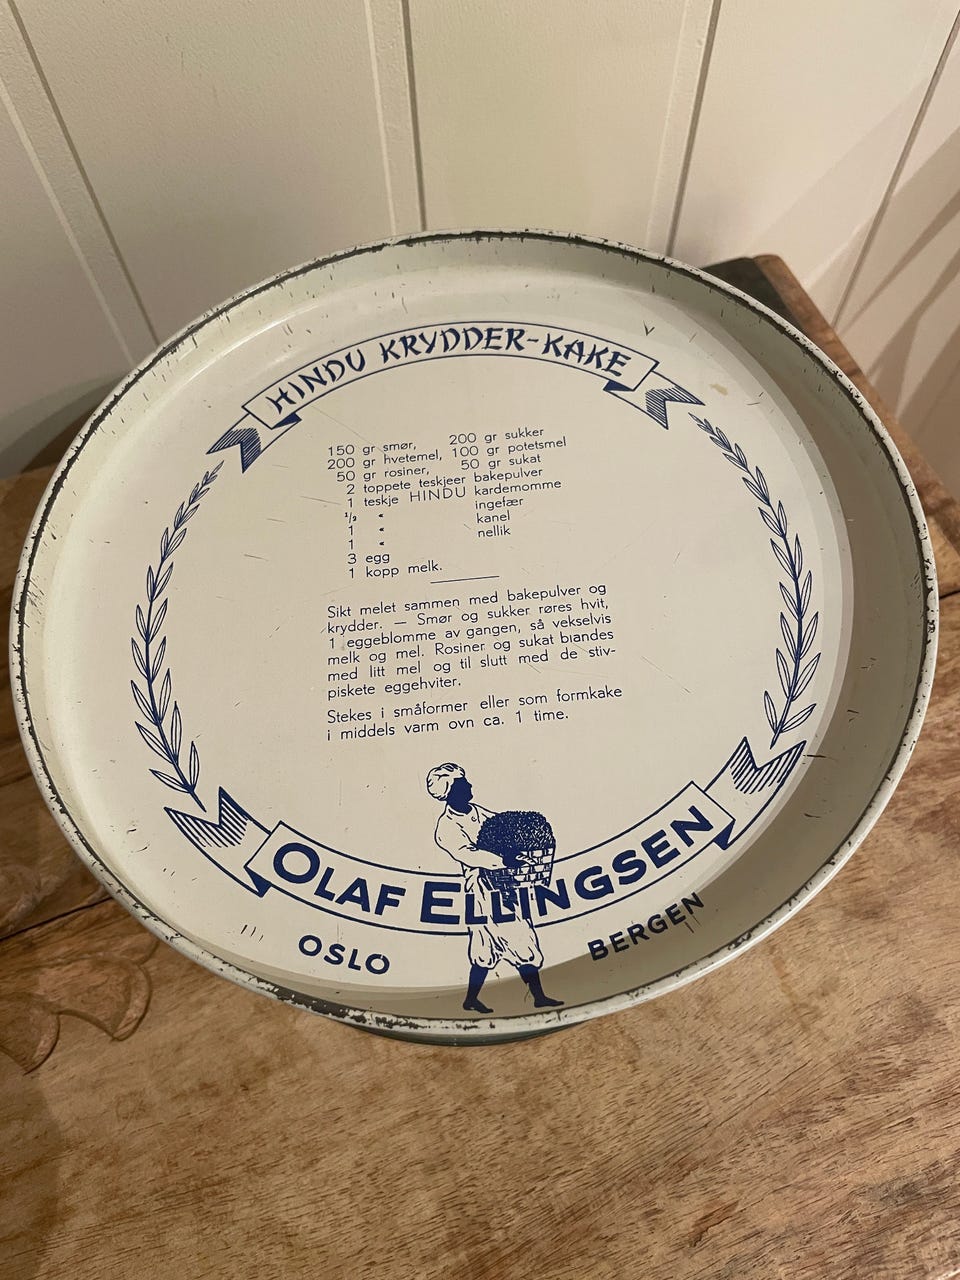 HINDU KRYDDER-KAKE
150 gr smør, 200 gr sukker
200 gr hvetemel, 100 gr potetsmel
50 gr rosiner, 50 gr sukat
2 toppete teskjeer bakepulver
1 teskje HINDU kardemomme
½ " ingefær
1 " kanel
1 " nellik
3 egg
1 kopp melk.
Sikt melet sammen med bakepulver og
krydder. — Smør og sukker røres hvit,
1 eggeblomme av gangen, så vekselvis
melk og mel. Rosiner og sukat blandes
med litt mel og til slutt med de stiv-
piskete eggehviter.
Stekes i småformer eller som formkake
i middels varm ovn ca. 1 time.
OLAF ELLINGSEN
OSLO BERGEN